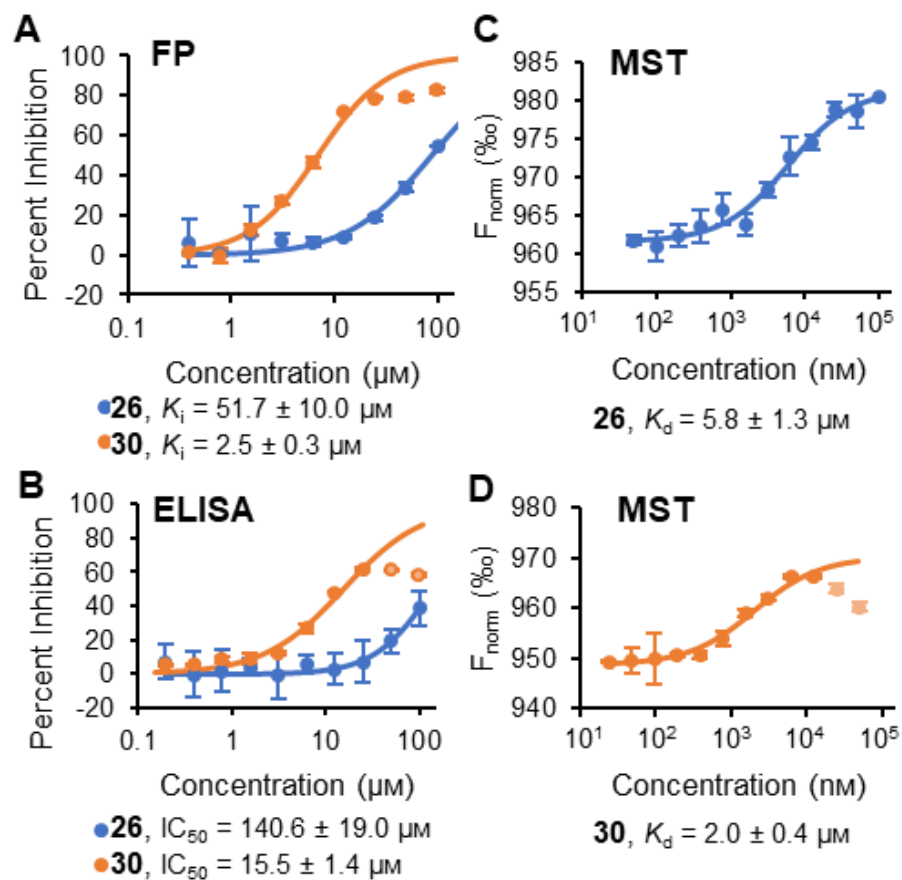 A
FP
100
80
60
40
20
0
-20
Percent Inhibition
0.1 1 10 100
Concentration (µM)
26, Ki = 51.7 ± 10.0 µM
30, Ki = 2.5 ± 0.3 µM
C
MST
985
980
975
970
965
960
955
Fnorm (‰)
10¹ 10² 10³ 10⁴ 10⁵
Concentration (nM)
26, Kd = 5.8 ± 1.3 µM
B
ELISA
100
80
60
40
20
0
-20
Percent Inhibition
0.1 1 10 100
Concentration (µM)
26, IC50 = 140.6 ± 19.0 µM
30, IC50 = 15.5 ± 1.4 µM
D
MST
980
970
960
950
940
Fnorm (‰)
10¹ 10² 10³ 10⁴ 10⁵
Concentration (nM)
30, Kd = 2.0 ± 0.4 µM